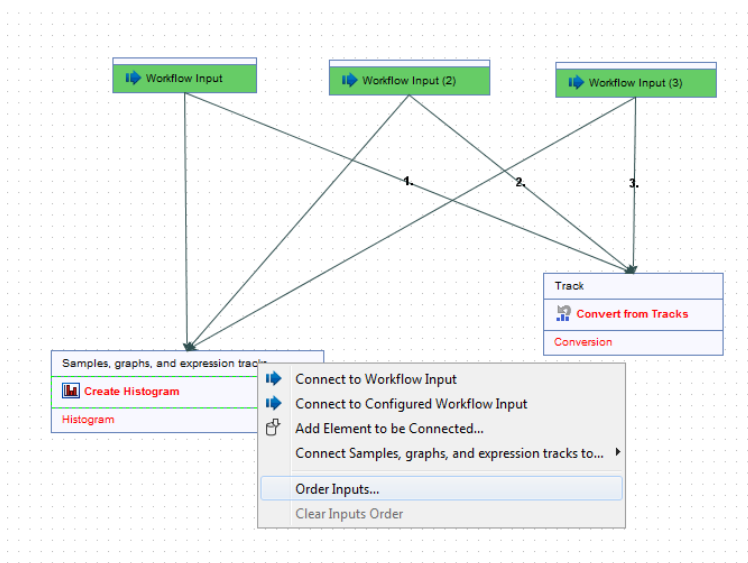 Workflow Input
Workflow Input (2)
Workflow Input (3)
1.
2.
3.
Track
Convert from Tracks
Conversion
Samples, graphs, and expression tracks
Create Histogram
Histogram
Connect to Workflow Input
Connect to Configured Workflow Input
Add Element to be Connected...
Connect Samples, graphs, and expression tracks to...
Order Inputs...
Clear Inputs Order